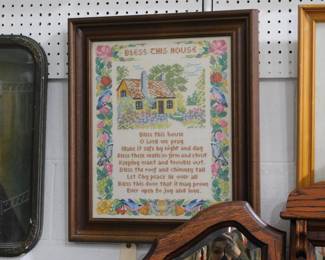 BLESS THIS HOUSE
Bless this house
O Lord we pray
Make it safe by night and day
Bless these walls so firm and stout
Keeping want and trouble out.
Bless the roof and chimney tall
Let thy peace lie over all
Bless this door that it may prove
Ever open to joy and love.